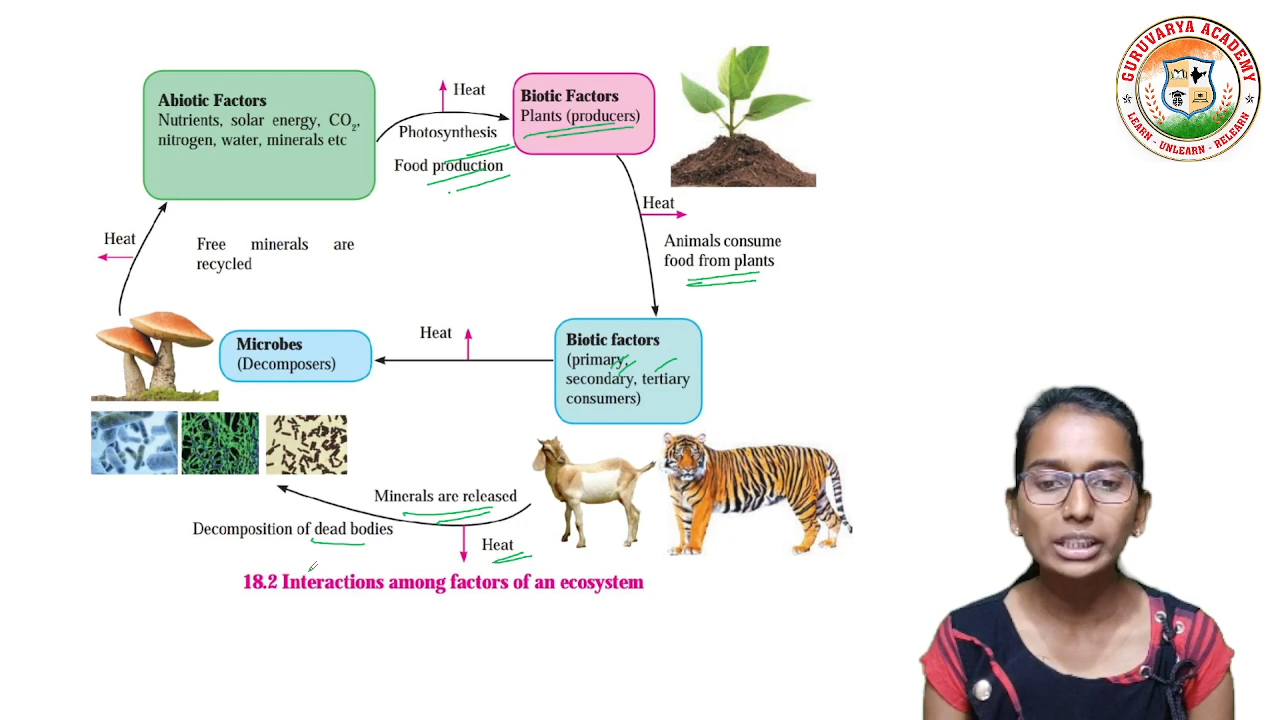 Abiotic Factors
Nutrients, solar energy, CO2,
nitrogen, water, minerals etc
Heat
Photosynthesis
Food production
Biotic Factors
Plants (producers)
Heat
Animals consume
food from plants
Heat
Free minerals are
recycled
Microbes
(Decomposers)
Heat
Biotic factors
(primary,
secondary, tertiary
consumers)
Minerals are released
Decomposition of dead bodies
Heat
18.2 Interactions among factors of an ecosystem
GURUVARYA ACADEMY
LEARN - UNLEARN - RELEARN